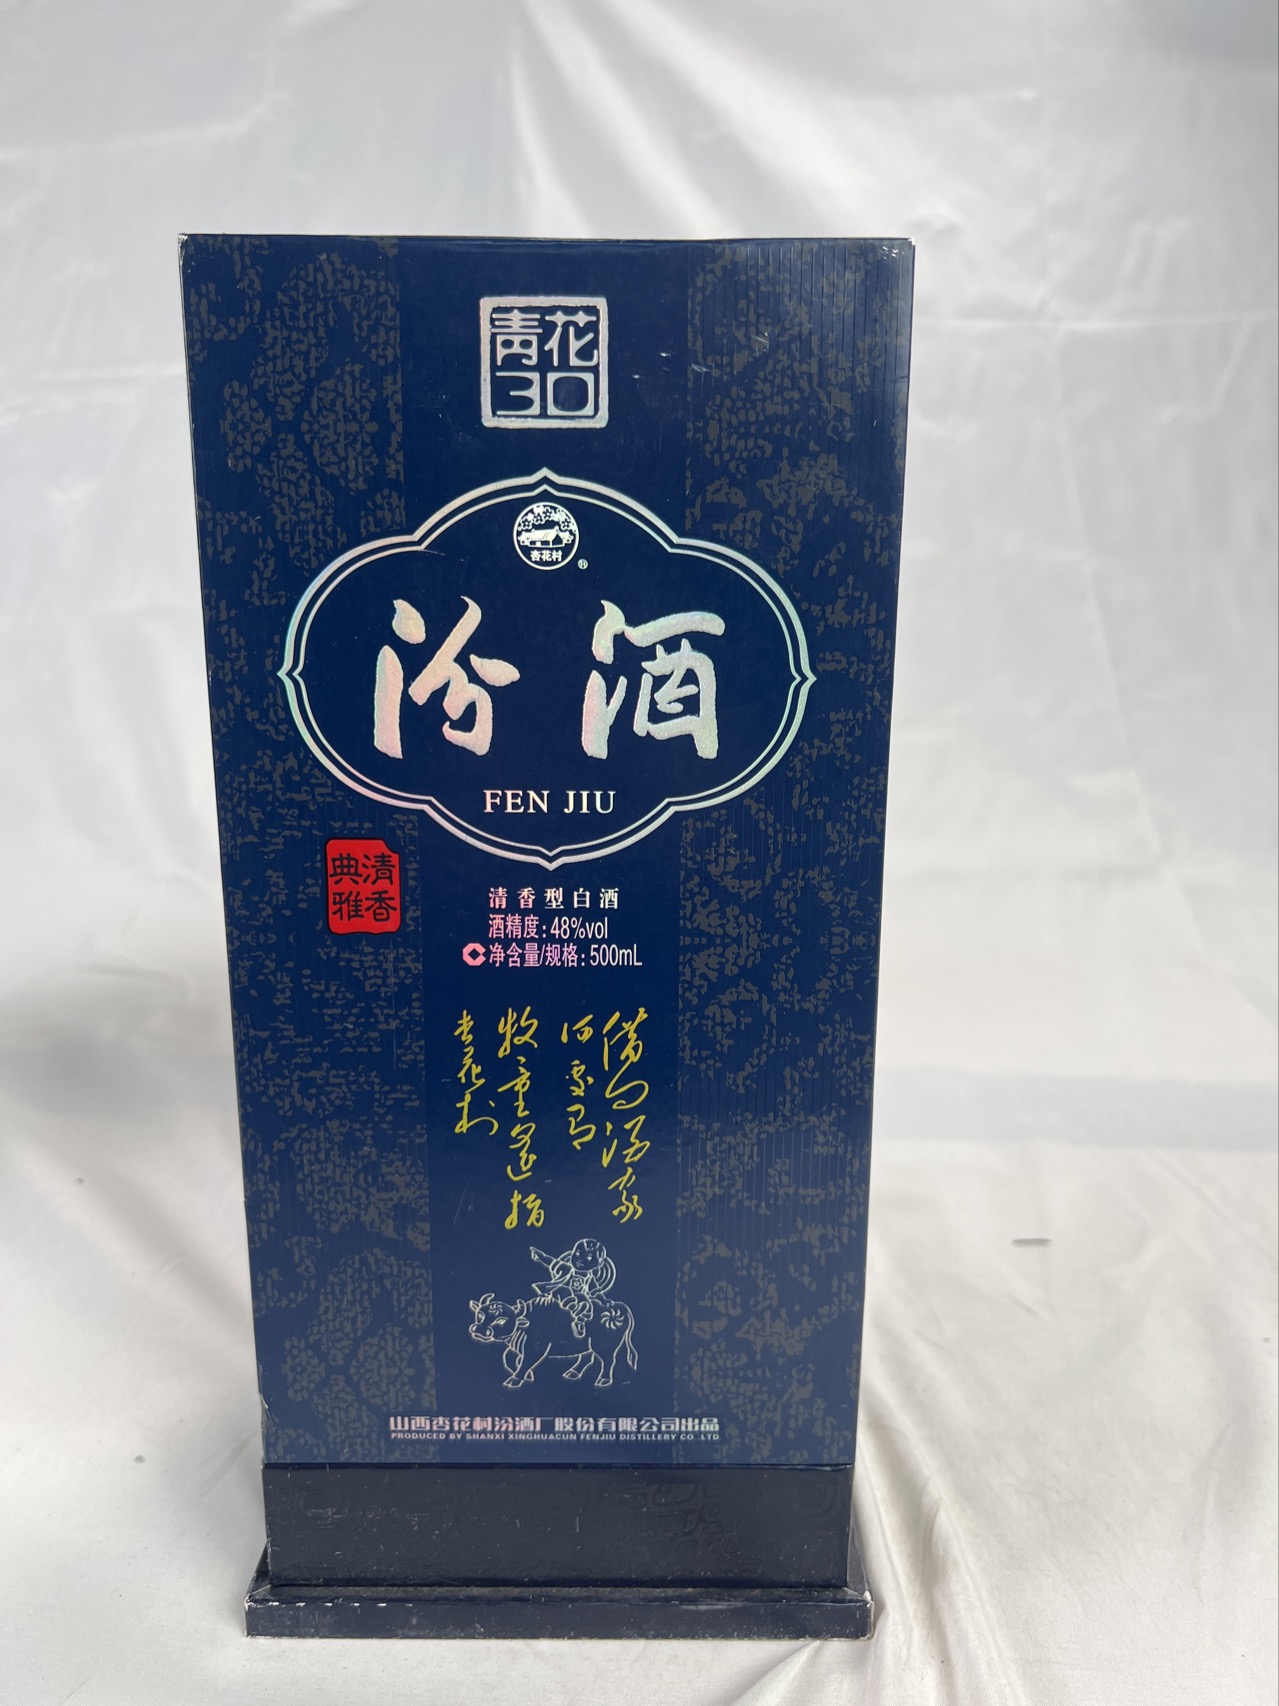 青花
30
杏花村
®
汾酒
FEN JIU
清香
典雅
清香型白酒
酒精度：48%vol
净含量/规格：500mL
借问酒家
何处有
牧童遥指
杏花村
山西杏花村汾酒厂股份有限公司出品
PRODUCED BY SHANXI XINGHUACUN FENJIU DISTILLERY CO.,LTD